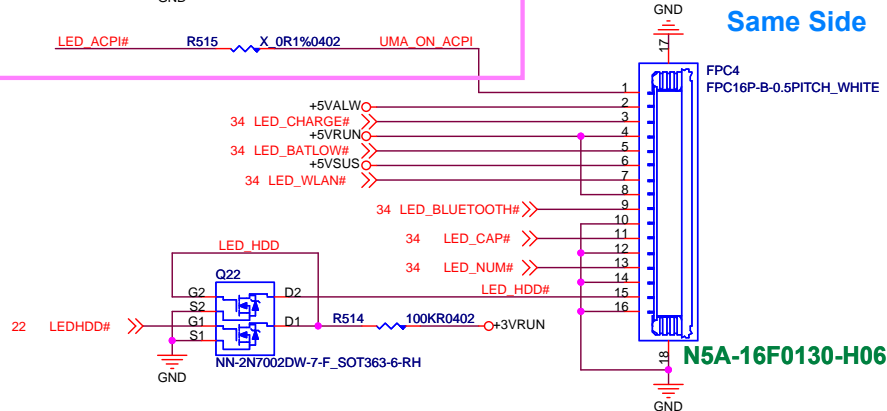 GND
GND
Same Side
LED_ACPI# R515 X_0R1%0402 UMA_ON_ACPI
17
FPC4
FPC16P-B-0.5PITCH_WHITE
1
+5VALW 2
34 LED_CHARGE# 3
+5VRUN 4
34 LED_BATLOW# 5
+5VSUS 6
34 LED_WLAN# 7
8
34 LED_BLUETOOTH# 9
10
34 LED_CAP# 11
12
34 LED_NUM# 13
14
LED_HDD
Q22
G2 D2 LED_HDD# 15
S2 16
22 LEDHDD# G1 D1 R514 100KR0402 +3VRUN
S1
NN-2N7002DW-7-F_SOT363-6-RH
GND
18
N5A-16F0130-H06
GND